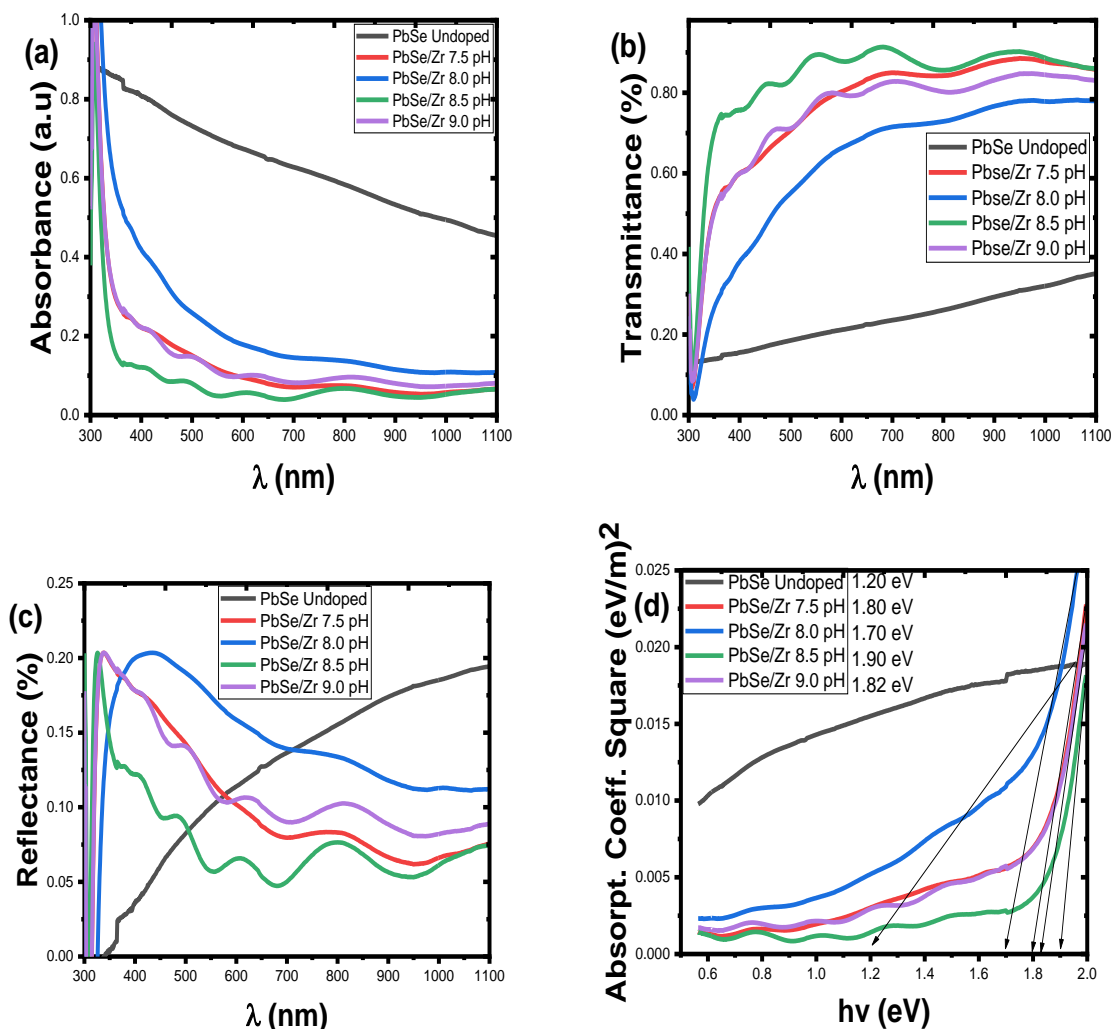 (a)
Absorbance (a.u)
1.0
0.80
0.60
0.4
0.2
0.0
PbSe Undoped
PbSe/Zr 7.5 pH
PbSe/Zr 8.0 pH
PbSe/Zr 8.5 pH
PbSe/Zr 9.0 pH
300 400 500 600 700 800 900 1000 1100
λ (nm)
(b)
Transmittance (%)
0.80
0.60
0.40
0.20
0.0
PbSe Undoped
Pbse/Zr 7.5 pH
Pbse/Zr 8.0 pH
Pbse/Zr 8.5 pH
Pbse/Zr 9.0 pH
300 400 500 600 700 800 900 1000 1100
λ (nm)
(c)
Reflectance (%)
0.25
0.20
0.15
0.10
0.05
0.00
PbSe Undoped
PbSe/Zr 7.5 pH
PbSe/Zr 8.0 pH
PbSe/Zr 8.5 pH
PbSe/Zr 9.0 pH
300 400 500 600 700 800 900 1000 1100
λ (nm)
(d)
Absorpt. Coeff. Square (eV/m)2
0.025
0.020
0.015
0.010
0.005
0.000
PbSe Undoped 1.20 eV
PbSe/Zr 7.5 pH 1.80 eV
PbSe/Zr 8.0 pH 1.70 eV
PbSe/Zr 8.5 pH 1.90 eV
PbSe/Zr 9.0 pH 1.82 eV
0.6 0.8 1.0 1.2 1.4 1.6 1.8 2.0
hv (eV)